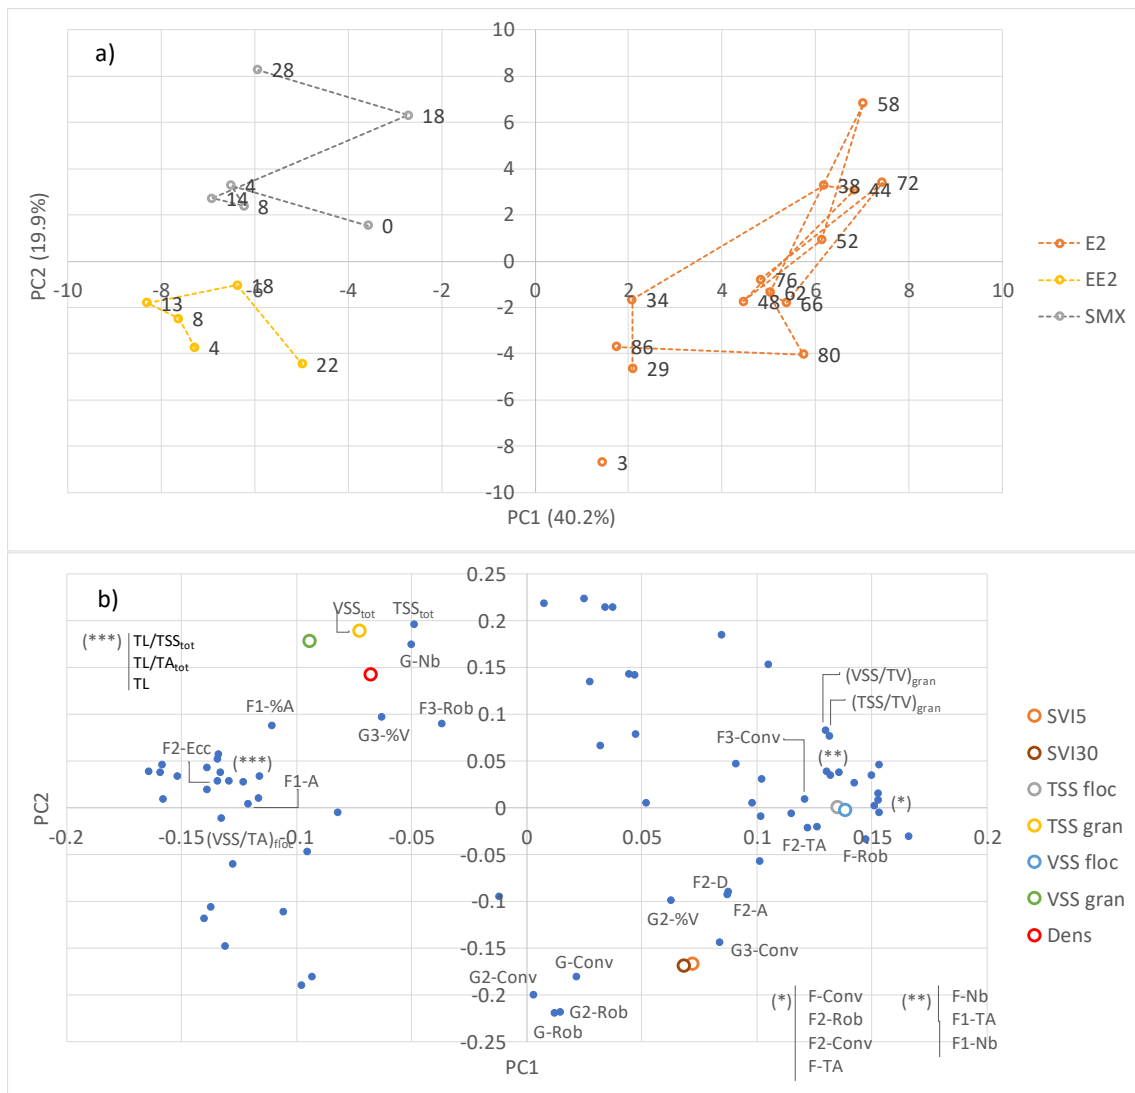 a)
10
8
6
4
2
0
-2
-4
-6
-8
-10
-10
-8
-6
-4
-2
0
2
4
6
8
10
PC2 (19.9%)
PC1 (40.2%)
28
18
4
14
8
0
58
38
44
72
52
76
62
48
66
34
86
29
80
3
18
13
8
4
22
E2
EE2
SMX
b)
0.25
0.2
0.15
0.1
0.05
0
-0.05
-0.1
-0.15
-0.2
-0.25
-0.2
-0.15
-0.1
-0.05
0
0.05
0.1
0.15
0.2
PC2
PC1
(***)
TL/TSStot
TL/TAtot
TL
VSStot
TSStot
G-Nb
F1-%A
G3-%V
F3-Rob
F2-Ecc
(***)
F1-A
(VSS/TA)floc
(VSS/TV)gran
(TSS/TV)gran
F3-Conv
(**)
(*)
F2-TA
F-Rob
F2-D
F2-A
G2-%V
G3-Conv
G-Conv
G2-Conv
G2-Rob
G-Rob
(*)
F-Conv
F2-Rob
F2-Conv
F-TA
(**)
F-Nb
F1-TA
F1-Nb
SVI5
SVI30
TSS floc
TSS gran
VSS floc
VSS gran
Dens